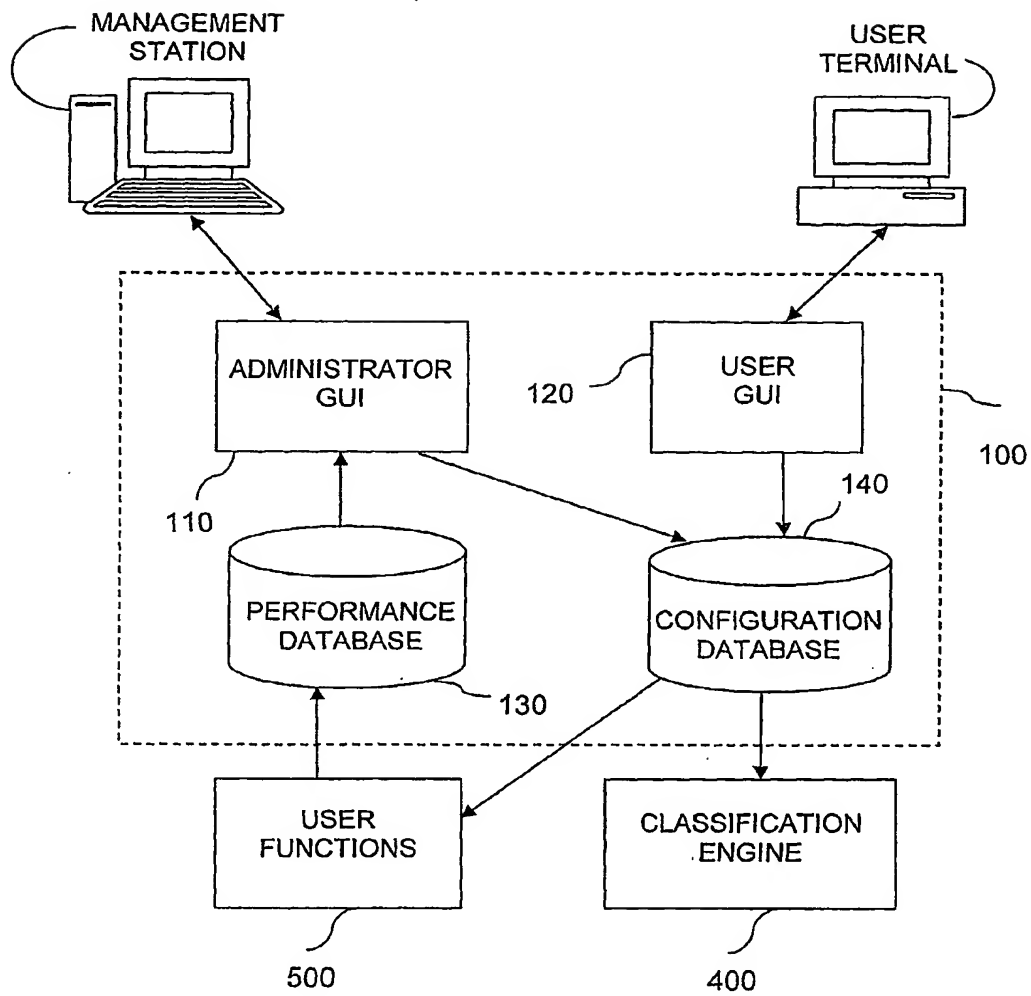 MANAGEMENT
STATION
USER
TERMINAL
ADMINISTRATOR
GUI
120
USER
GUI
100
110
140
PERFORMANCE
DATABASE
CONFIGURATION
DATABASE
130
USER
FUNCTIONS
CLASSIFICATION
ENGINE
500
400